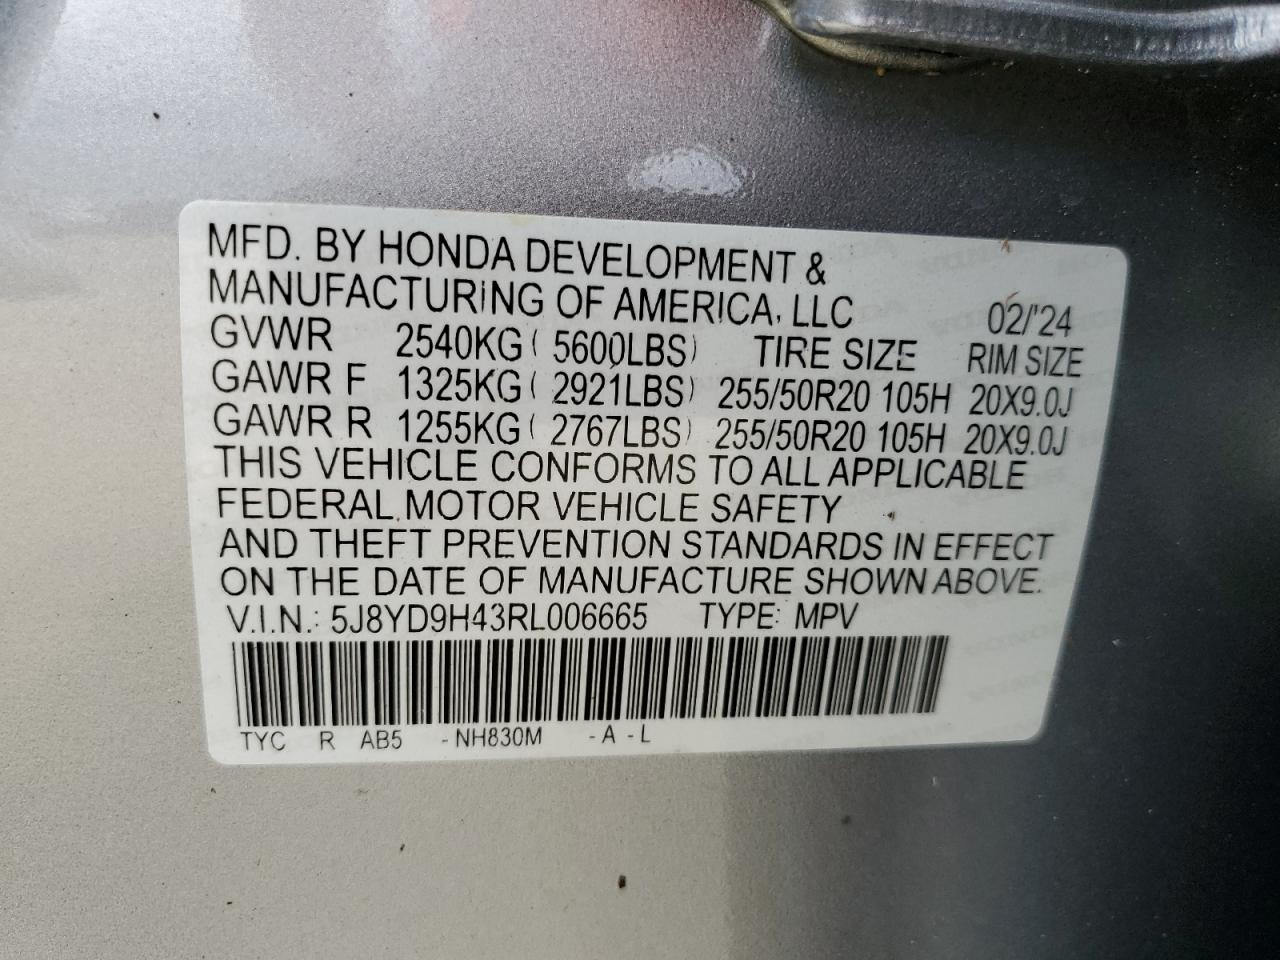 MFD. BY HONDA DEVELOPMENT &
MANUFACTURING OF AMERICA, LLC 02/'24
GVWR 2540KG ( 5600LBS) TIRE SIZE RIM SIZE
GAWR F 1325KG ( 2921LBS) 255/50R20 105H 20X9.0J
GAWR R 1255KG ( 2767LBS) 255/50R20 105H 20X9.0J
THIS VEHICLE CONFORMS TO ALL APPLICABLE
FEDERAL MOTOR VEHICLE SAFETY
AND THEFT PREVENTION STANDARDS IN EFFECT
ON THE DATE OF MANUFACTURE SHOWN ABOVE.
V.I.N.: 5J8YD9H43RL006665 TYPE: MPV
TYC R AB5 -NH830M -A -L